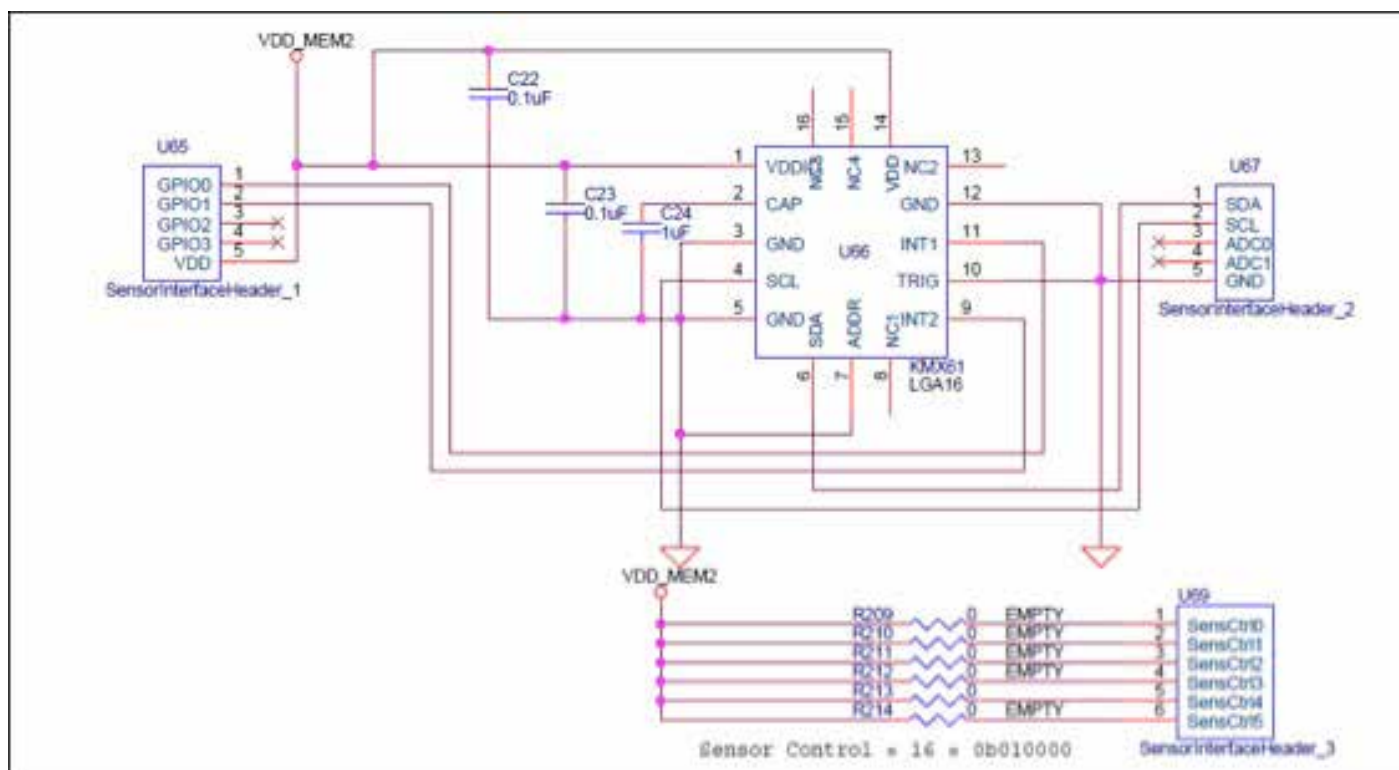 VDD_MEM2
C22
0.1uF
16
15
14
U65
1 GPIO0
2 GPIO1
3 GPIO2
4 GPIO3
5 VDD
SensorInterfaceHeader_1
C23
0.1uF
C24
1uF
NC3
NC4
VDD
1
2 CAP
3 GND
4 SCL
5 GND
U66
NC2 13
GND 12
INT1 11
TRIG 10
INT2 9
SDA
ADDR
NC1
6
7
8
KMX61
LGA16
U67
1 SDA
2 SCL
3 ADC0
4 ADC1
5 GND
SensorInterfaceHeader_2
VDD_MEM2
U69
R209 0 EMPTY 1 SensCtrl0
R210 0 EMPTY 2 SensCtrl1
R211 0 EMPTY 3 SensCtrl2
R212 0 EMPTY 4 SensCtrl3
R213 0 5 SensCtrl4
R214 0 EMPTY 6 SensCtrl5
Sensor Control = 16 = 0b010000
SensorInterfaceHeader_3